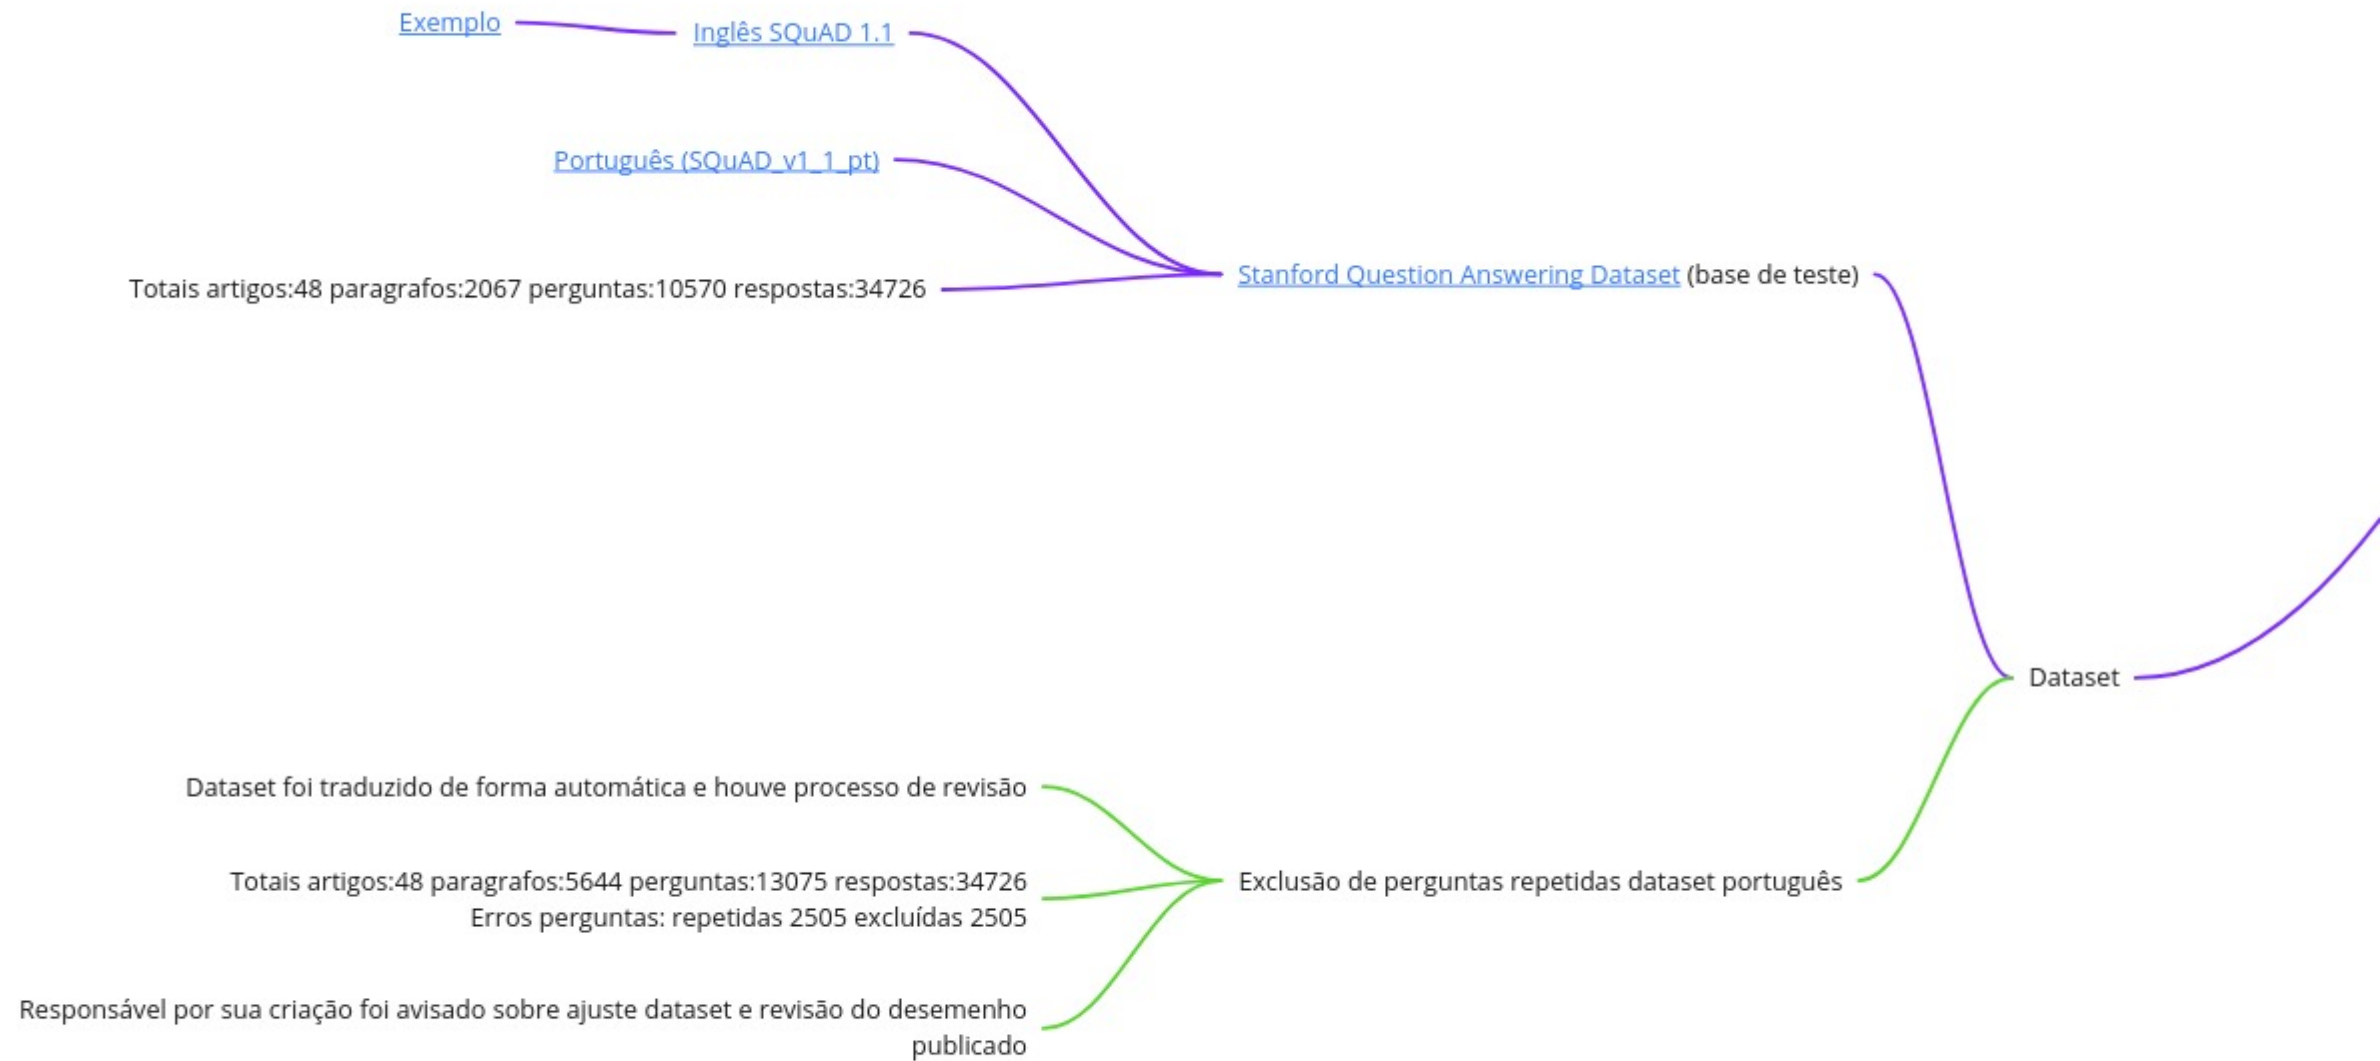 Exemplo
Inglês SQuAD 1.1
Português (SQuAD_v1_1_pt)
Totais artigos:48 paragrafos:2067 perguntas:10570 respostas:34726
Stanford Question Answering Dataset (base de teste)
Dataset
Dataset foi traduzido de forma automática e houve processo de revisão
Totais artigos:48 paragrafos:5644 perguntas:13075 respostas:34726
Erros perguntas: repetidas 2505 excluídas 2505
Exclusão de perguntas repetidas dataset português
Responsável por sua criação foi avisado sobre ajuste dataset e revisão do desemenho
publicado